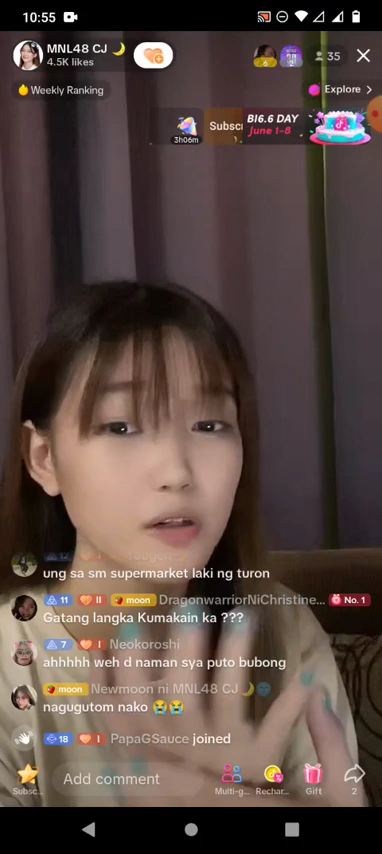 10:55
MNL48 CJ 🌙
4.5K likes
35
Weekly Ranking
Explore >
3h06m
Subsc
BI6.6 DAY
June 1-8
ung sa sm supermarket laki ng turon
11 II moon DragonwarriorNiChristine... No. 1
Gatang langka Kumakain ka ???
7 I Neokoroshi
ahhhhh weh d naman sya puto bubong
moon Newmoon ni MNL48 CJ 🌙
nagugutom nako 😭😭
18 I PapaGSauce joined
Add comment
Subsc... Multi-g... Rechar... Gift 2